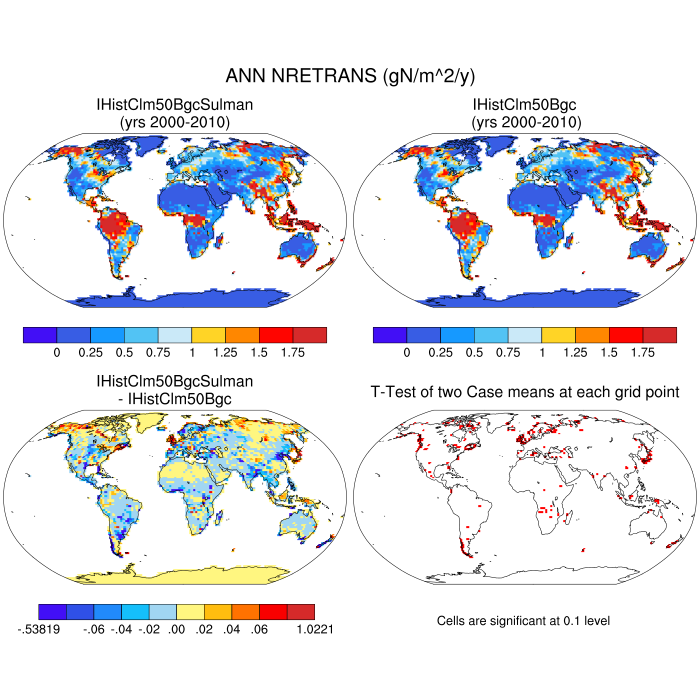 ANN NRETRANS (gN/m^2/y)
IHistClm50BgcSulman
(yrs 2000-2010)
IHistClm50Bgc
(yrs 2000-2010)
0 0.25 0.5 0.75 1 1.25 1.5 1.75
0 0.25 0.5 0.75 1 1.25 1.5 1.75
IHistClm50BgcSulman
- IHistClm50Bgc
T-Test of two Case means at each grid point
-.53819 -.06 -.04 -.02 .00 .02 .04 .06 1.0221
Cells are significant at 0.1 level